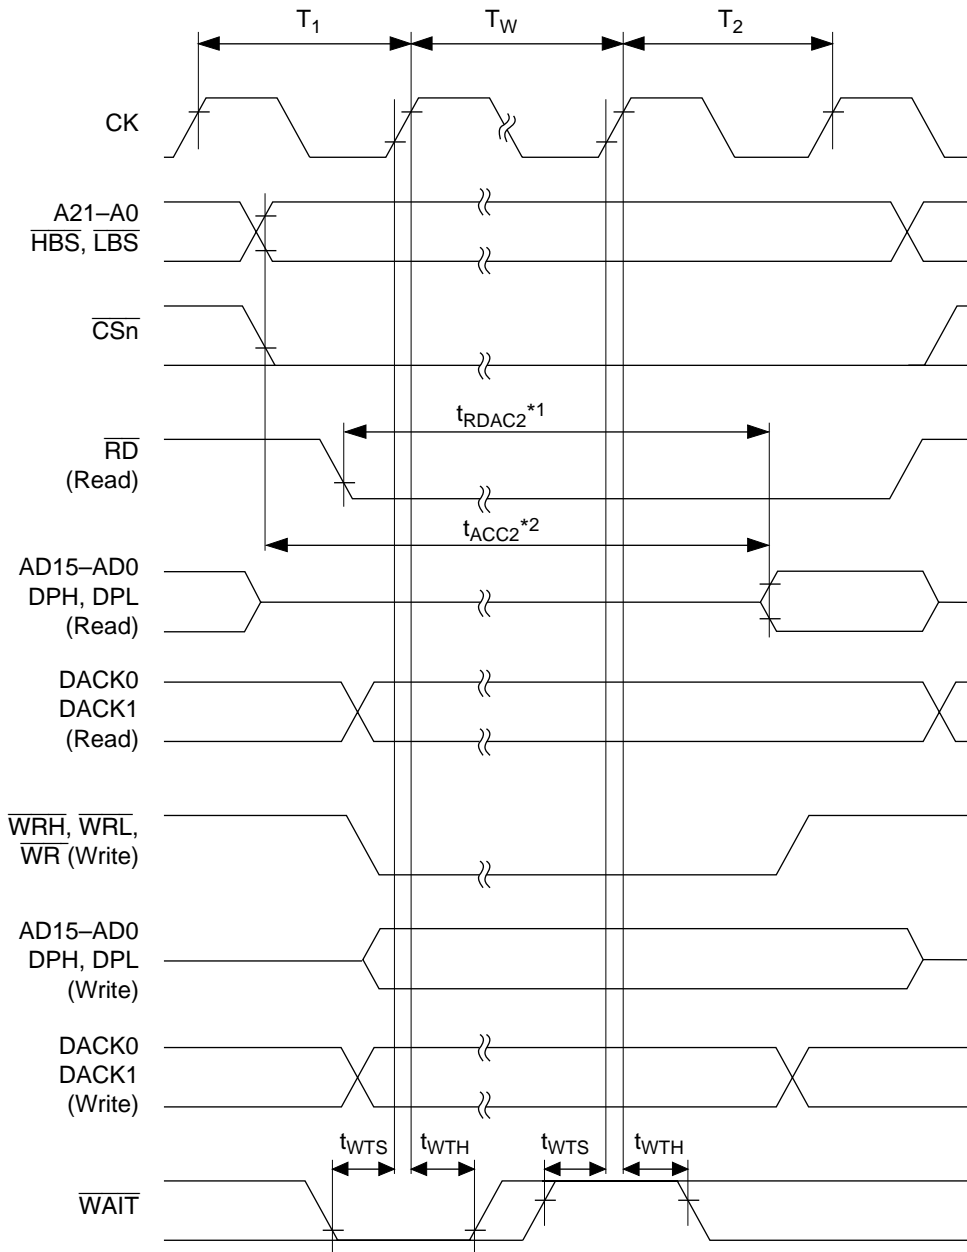 T1 TW T2
CK
A21–A0
HBS, LBS
CSn
tRDAC2*1
RD
(Read)
tACC2*2
AD15–AD0
DPH, DPL
(Read)
DACK0
DACK1
(Read)
WRH, WRL,
WR (Write)
AD15–AD0
DPH, DPL
(Write)
DACK0
DACK1
(Write)
tWTS tWTH tWTS tWTH
WAIT